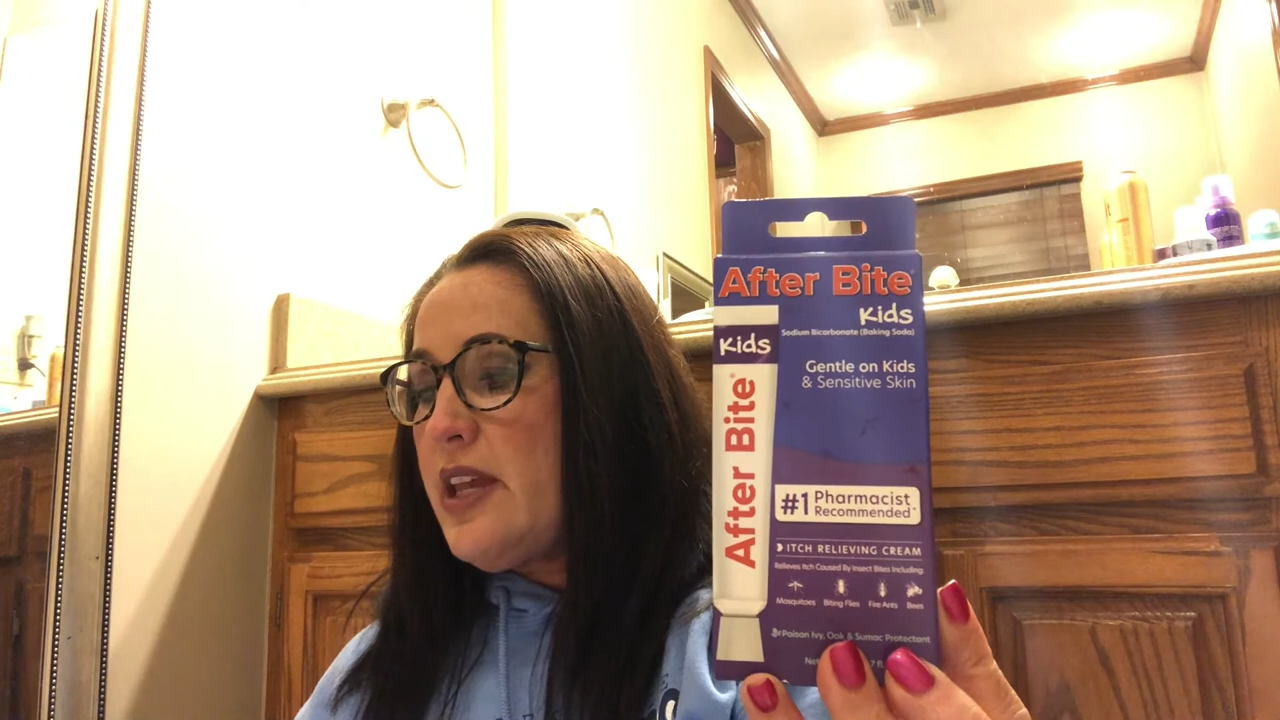 After Bite
Kids
Sodium Bicarbonate (Baking Soda)
Kids
After Bite
Gentle on Kids
& Sensitive Skin
#1 Pharmacist
Recommended*
ITCH RELIEVING CREAM
Relieves Itch Caused By Insect Bites Including:
Mosquitoes Biting Flies Fire Ants Bees
Poison Ivy, Oak & Sumac Protectant